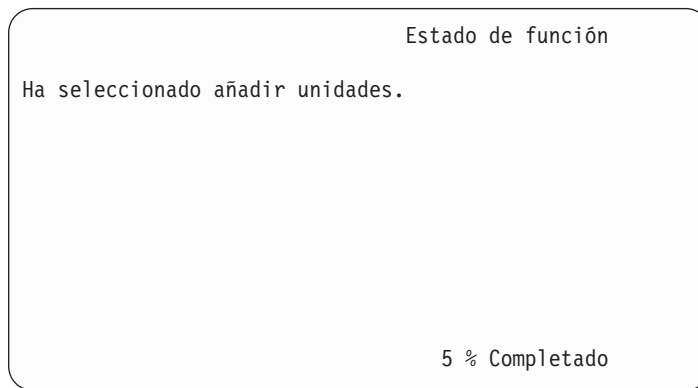 Estado de función
Ha seleccionado añadir unidades.
5 % Completado